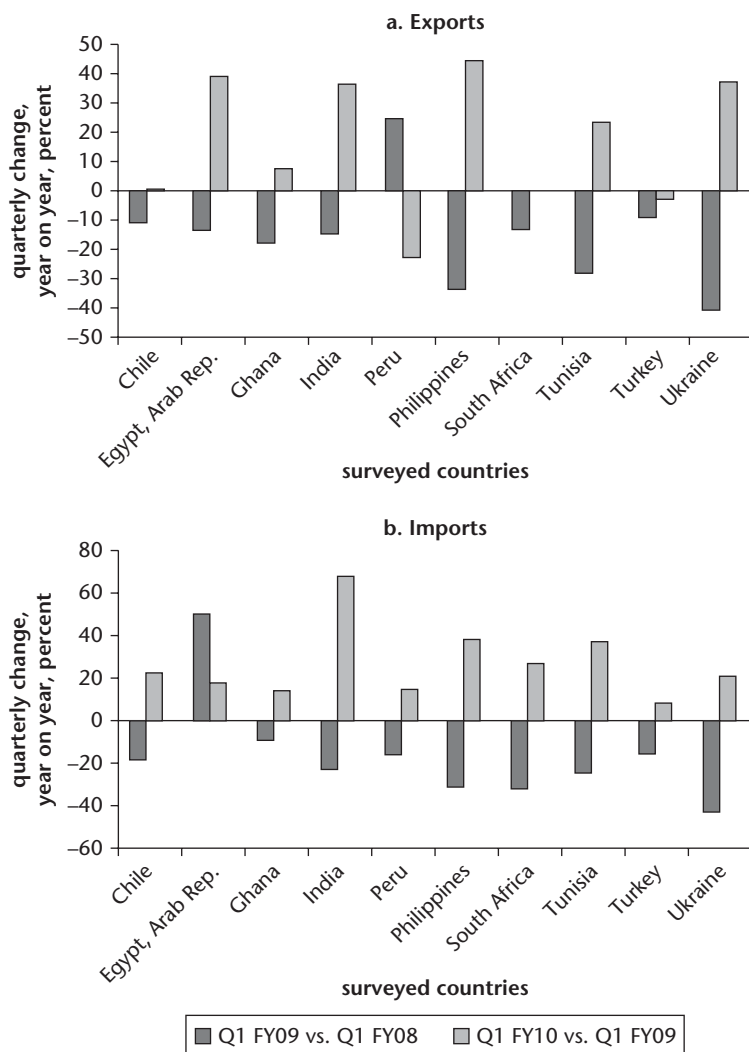 a. Exports
quarterly change,
year on year, percent
50
40
30
20
10
0
–10
–20
–30
–40
–50
Chile
Egypt, Arab Rep.
Ghana
India
Peru
Philippines
South Africa
Tunisia
Turkey
Ukraine
surveyed countries
b. Imports
quarterly change,
year on year, percent
80
60
40
20
0
–20
–40
–60
Chile
Egypt, Arab Rep.
Ghana
India
Peru
Philippines
South Africa
Tunisia
Turkey
Ukraine
surveyed countries
Q1 FY09 vs. Q1 FY08 Q1 FY10 vs. Q1 FY09